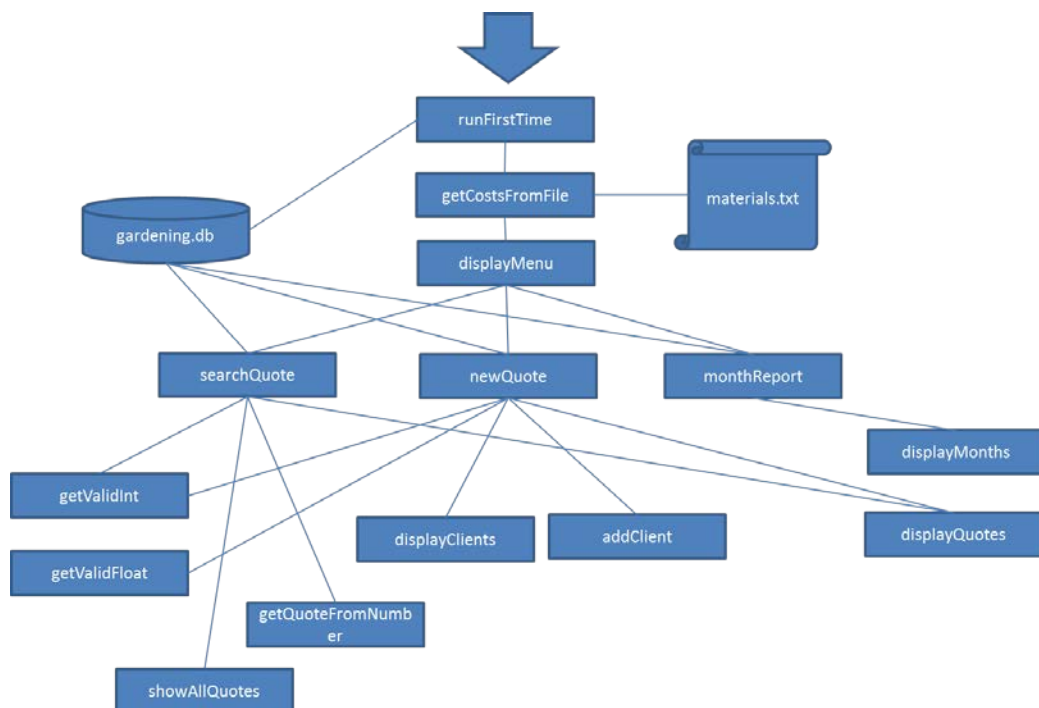 runFirstTime
getCostsFromFile
materials.txt
gardening.db
displayMenu
searchQuote
newQuote
monthReport
displayMonths
getValidInt
displayClients
addClient
displayQuotes
getValidFloat
getQuoteFromNumb
er
showAllQuotes